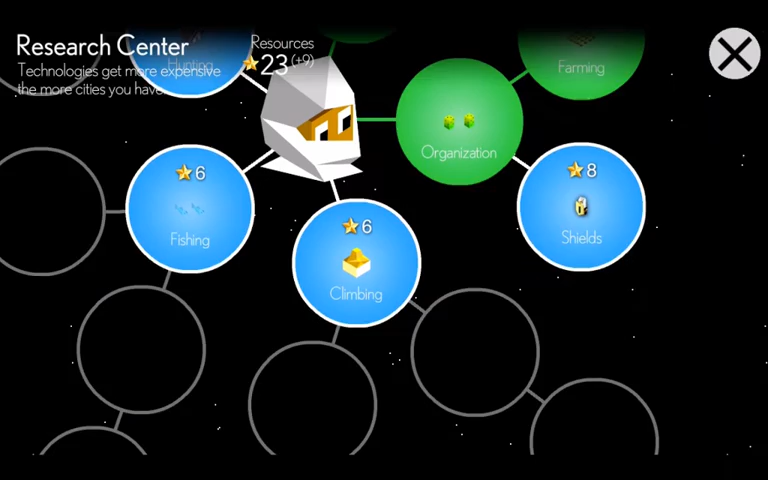 Research Center
Technologies get more expensive
the more cities you have.
Resources
23 (+9)
Hunting
Farming
Organization
6
Fishing
6
Climbing
8
Shields